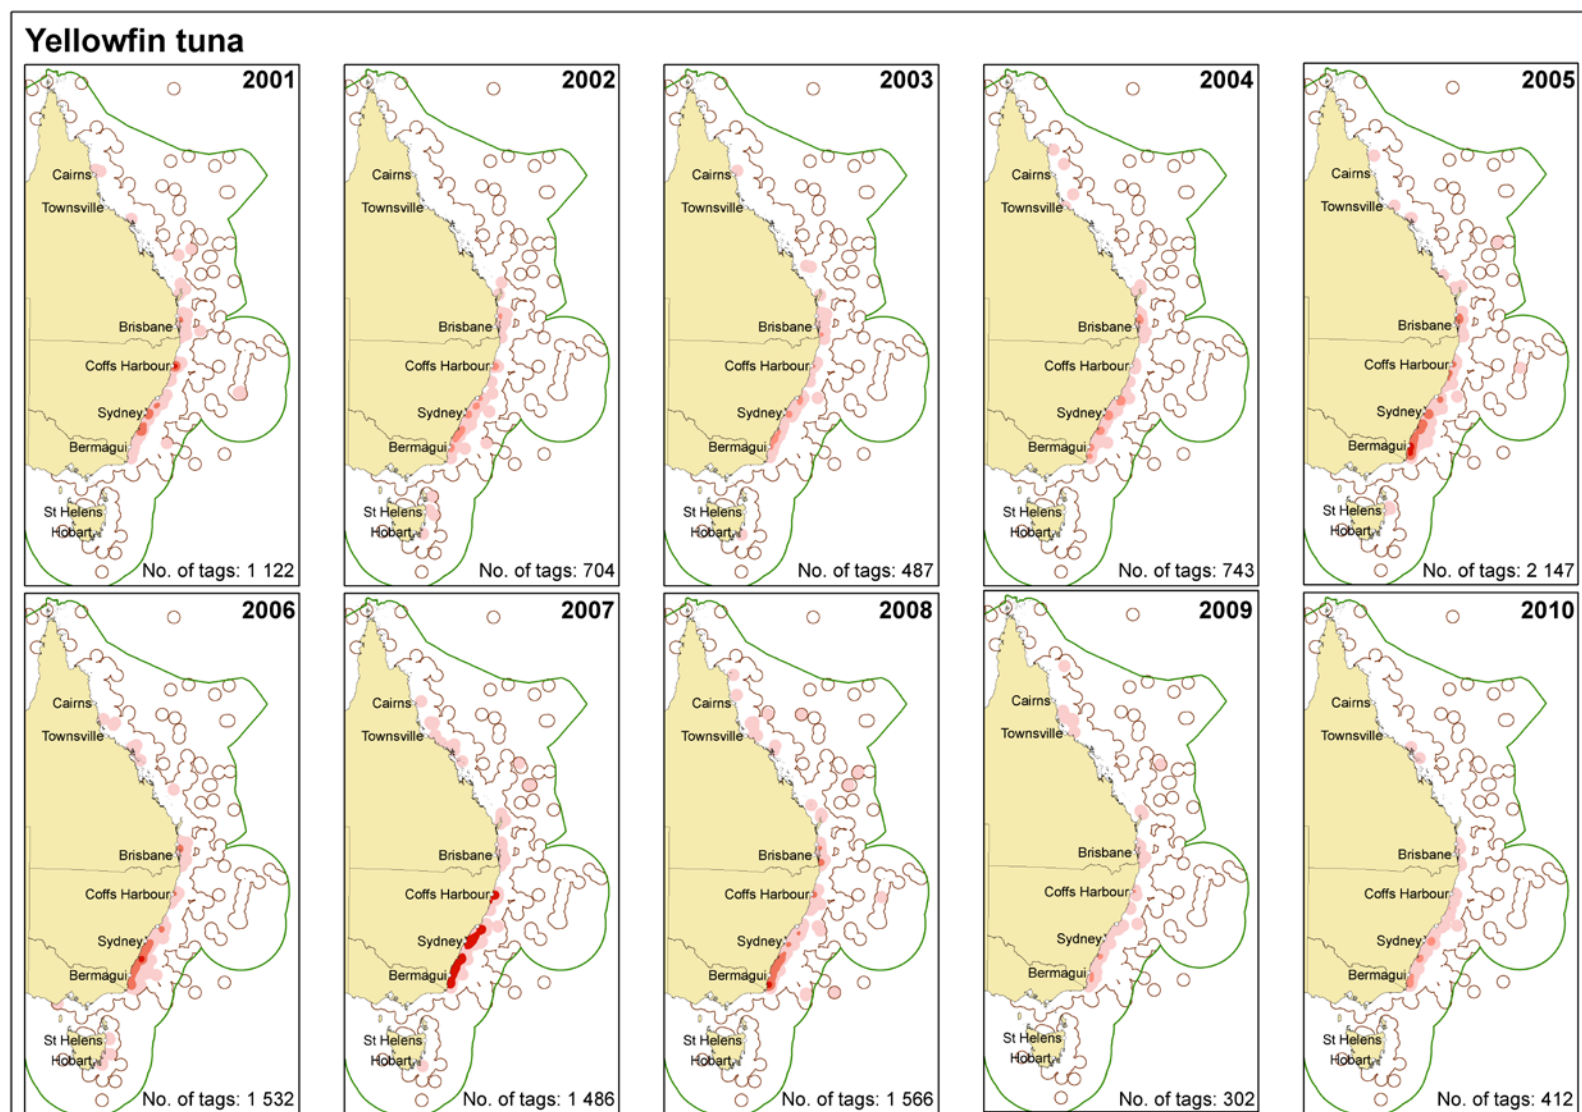 Yellowfin tuna
2001
Cairns
Townsville
Brisbane
Coffs Harbour
Sydney
Bermagui
St Helens
Hobart
No. of tags: 1 122
2002
Cairns
Townsville
Brisbane
Coffs Harbour
Sydney
Bermagui
St Helens
Hobart
No. of tags: 704
2003
Cairns
Townsville
Brisbane
Coffs Harbour
Sydney
Bermagui
St Helens
Hobart
No. of tags: 487
2004
Cairns
Townsville
Brisbane
Coffs Harbour
Sydney
Bermagui
St Helens
Hobart
No. of tags: 743
2005
Cairns
Townsville
Brisbane
Coffs Harbour
Sydney
Bermagui
St Helens
Hobart
No. of tags: 2 147
2006
Cairns
Townsville
Brisbane
Coffs Harbour
Sydney
Bermagui
St Helens
Hobart
No. of tags: 1 532
2007
Cairns
Townsville
Brisbane
Coffs Harbour
Sydney
Bermagui
St Helens
Hobart
No. of tags: 1 486
2008
Cairns
Townsville
Brisbane
Coffs Harbour
Sydney
Bermagui
St Helens
Hobart
No. of tags: 1 566
2009
Cairns
Townsville
Brisbane
Coffs Harbour
Sydney
Bermagui
St Helens
Hobart
No. of tags: 302
2010
Cairns
Townsville
Brisbane
Coffs Harbour
Sydney
Bermagui
St Helens
Hobart
No. of tags: 412